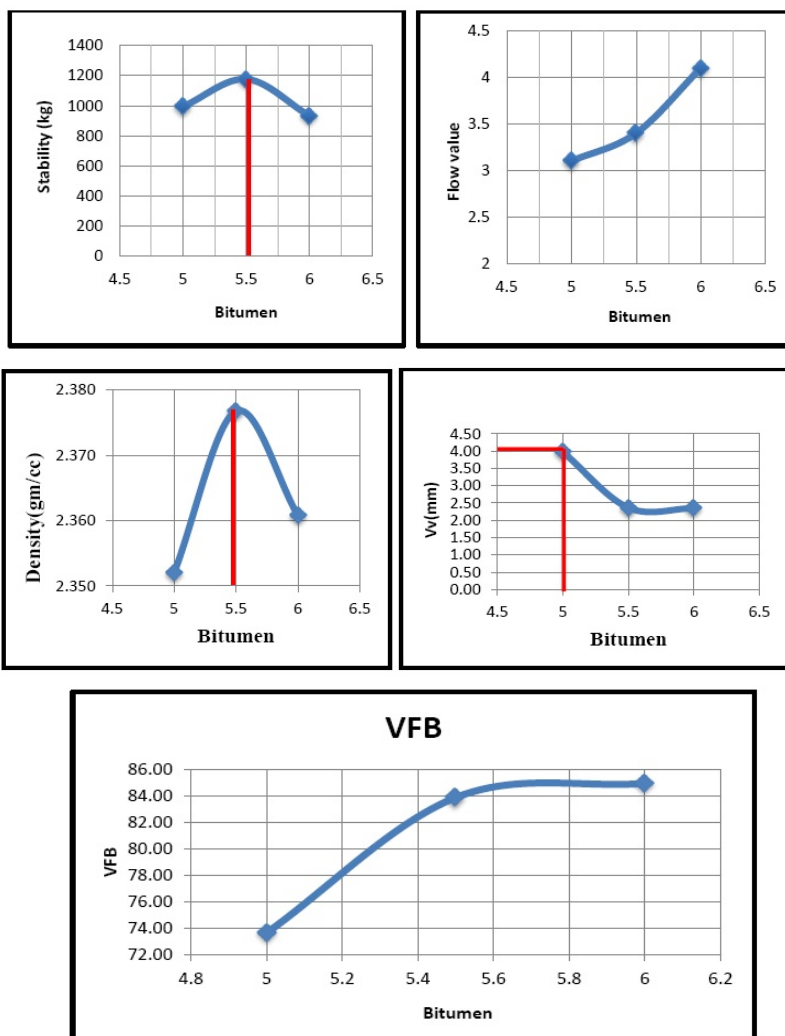 Stability (kg)
1400
1200
1000
800
600
400
200
0
4.5 5 5.5 6 6.5
Bitumen
Flow value
4.5
4
3.5
3
2.5
2
4.5 5 5.5 6 6.5
Bitumen
Density(gm/cc)
2.380
2.370
2.360
2.350
4.5 5 5.5 6 6.5
Bitumen
Vv(mm)
4.50
4.00
3.50
3.00
2.50
2.00
1.50
1.00
0.50
0.00
4.5 5 5.5 6 6.5
Bitumen
VFB
VFB
86.00
84.00
82.00
80.00
78.00
76.00
74.00
72.00
4.8 5 5.2 5.4 5.6 5.8 6 6.2
Bitumen